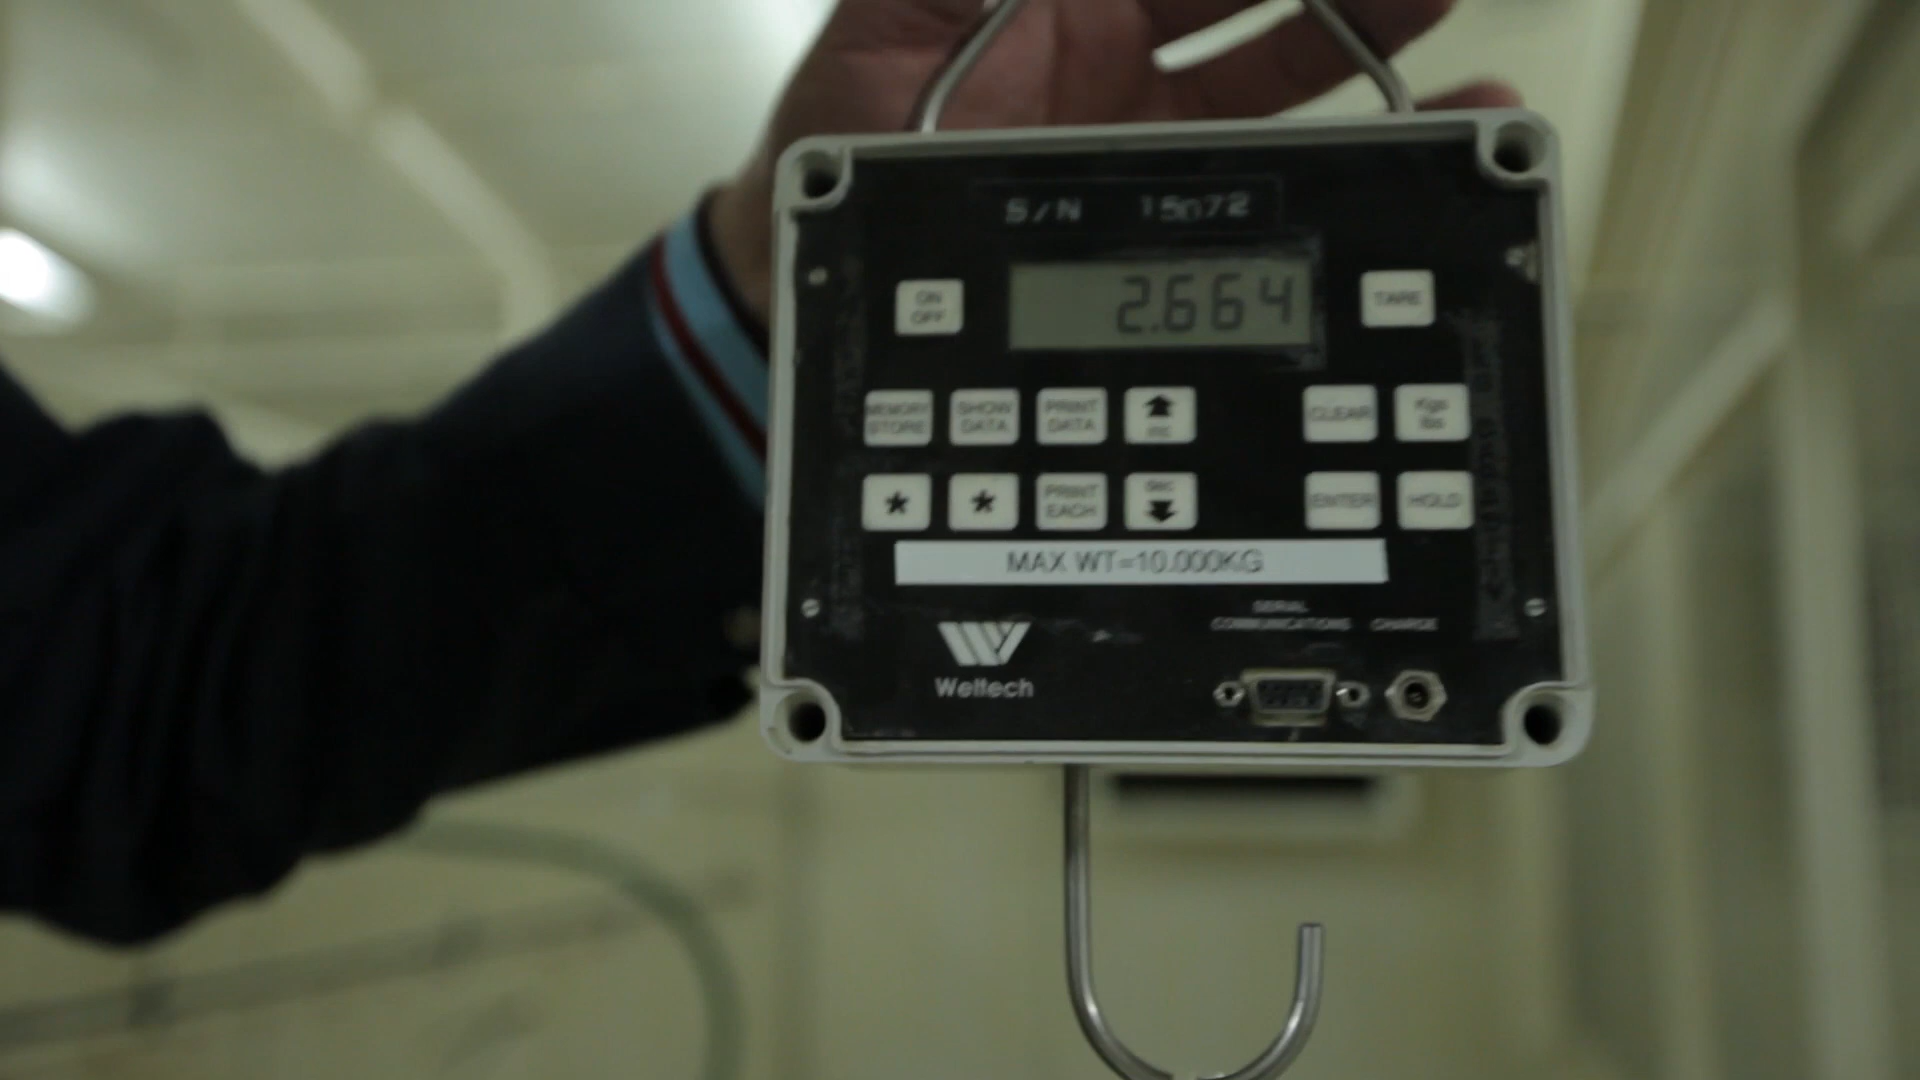 S/N 15072
ON OFF
2.664
TARE
MEMORY STORE
SHOW DATA
PRINT DATA
CLEAR
Kgs lbs
*
*
PRINT EACH
ENTER
HOLD
MAX WT=10.000KG
SERIAL COMMUNICATIONS
CHARGE
Weltech